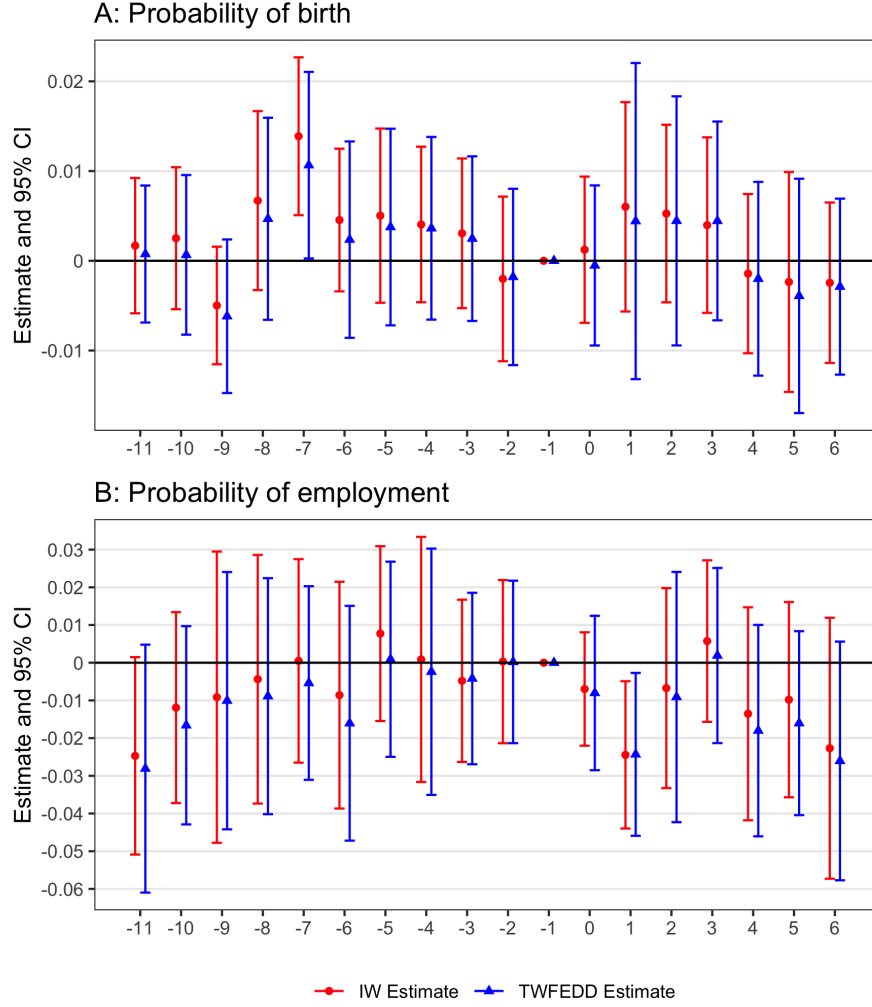 A: Probability of birth
Estimate and 95% CI
0.02
0.01
0
-0.01
-11 -10 -9 -8 -7 -6 -5 -4 -3 -2 -1 0 1 2 3 4 5 6
B: Probability of employment
Estimate and 95% CI
0.03
0.02
0.01
0
-0.01
-0.02
-0.03
-0.04
-0.05
-0.06
-11 -10 -9 -8 -7 -6 -5 -4 -3 -2 -1 0 1 2 3 4 5 6
IW Estimate TWFEDD Estimate